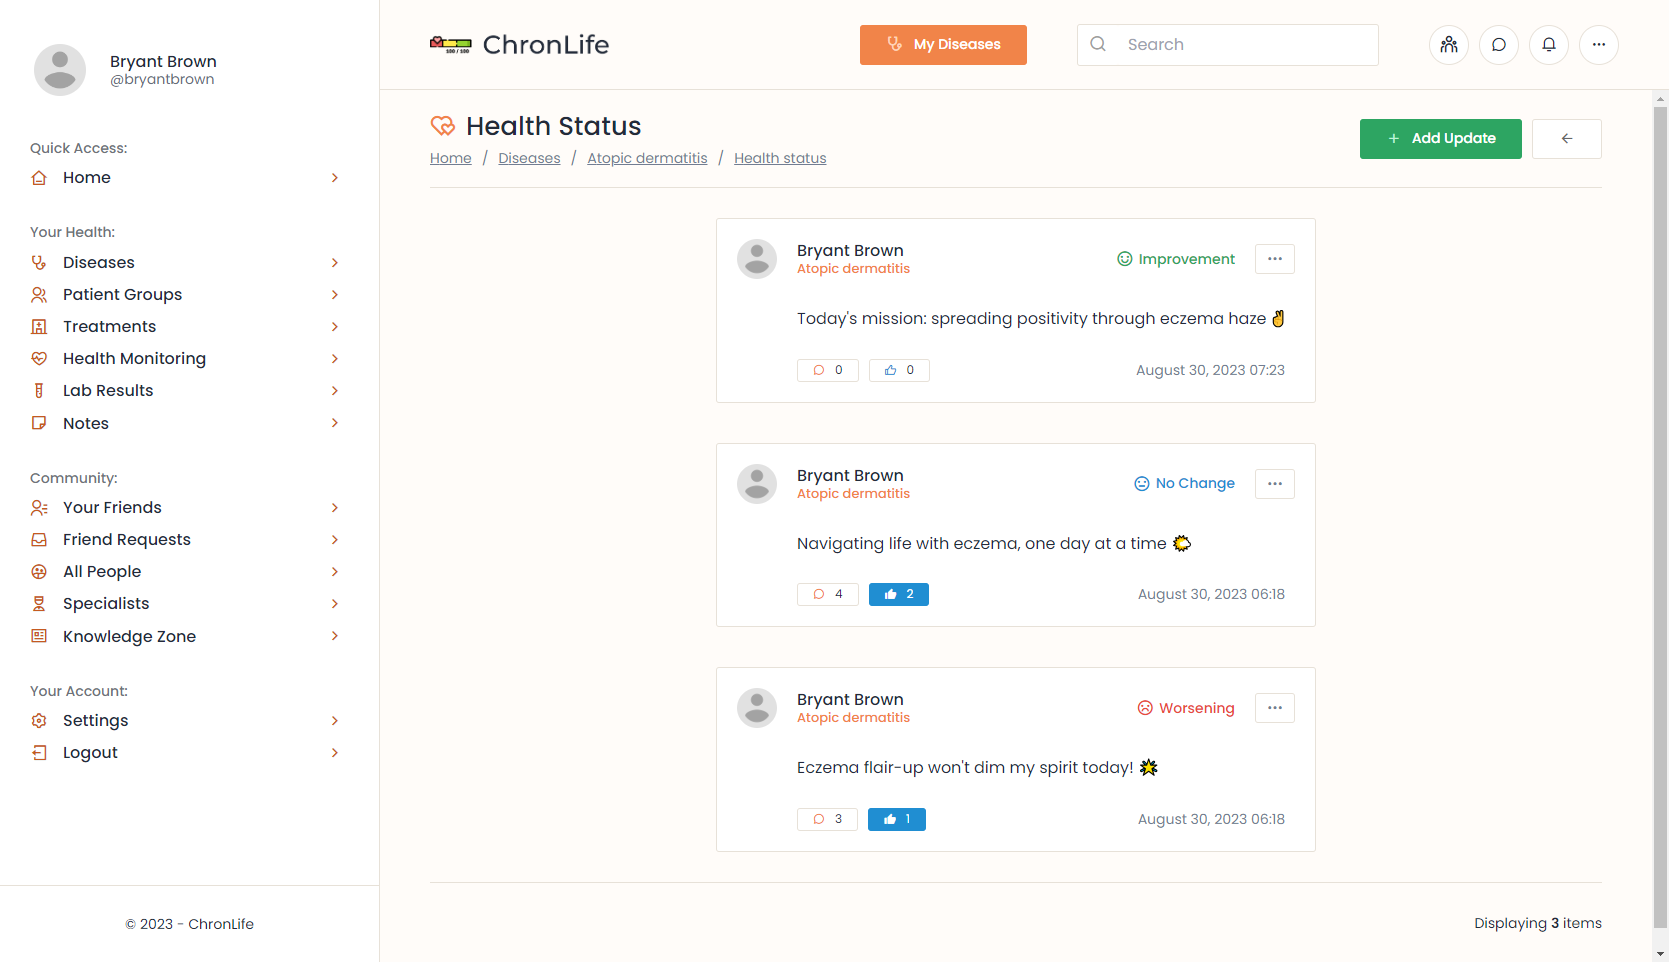 Bryant Brown
@bryantbrown
Quick Access:
Home
Your Health:
Diseases
Patient Groups
Treatments
Health Monitoring
Lab Results
Notes
Community:
Your Friends
Friend Requests
All People
Specialists
Knowledge Zone
Your Account:
Settings
Logout
© 2023 - ChronLife
100 / 100
ChronLife
My Diseases
Search
Health Status
Home / Diseases / Atopic dermatitis / Health status
+ Add Update
Bryant Brown
Atopic dermatitis
Improvement
Today's mission: spreading positivity through eczema haze ✌
0 0
August 30, 2023 07:23
Bryant Brown
Atopic dermatitis
No Change
Navigating life with eczema, one day at a time 🌤
4 2
August 30, 2023 06:18
Bryant Brown
Atopic dermatitis
Worsening
Eczema flair-up won't dim my spirit today! 🌟
3 1
August 30, 2023 06:18
Displaying 3 items